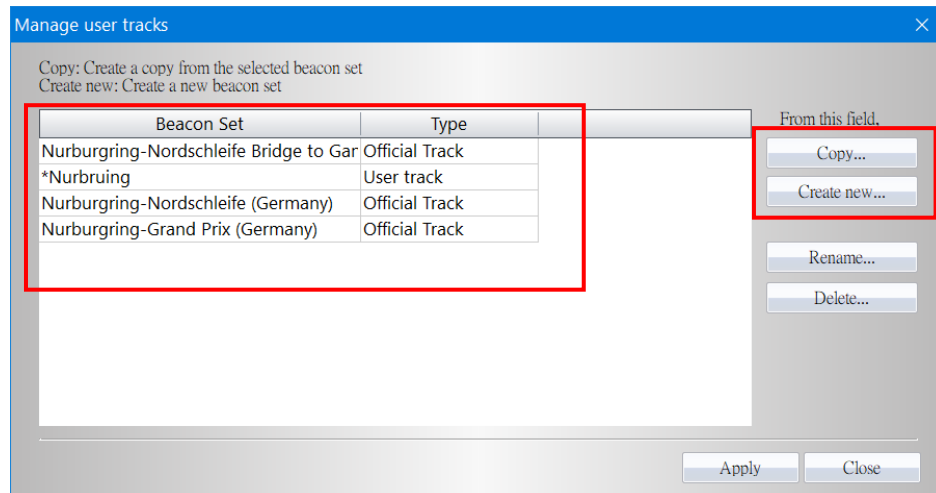 Manage user tracks
Copy: Create a copy from the selected beacon set
Create new: Create a new beacon set
From this field,
Beacon Set Type
Nurburgring-Nordschleife Bridge to Gar Official Track
*Nurbruing User track
Nurburgring-Nordschleife (Germany) Official Track
Nurburgring-Grand Prix (Germany) Official Track
Copy...
Create new...
Rename...
Delete...
Apply Close